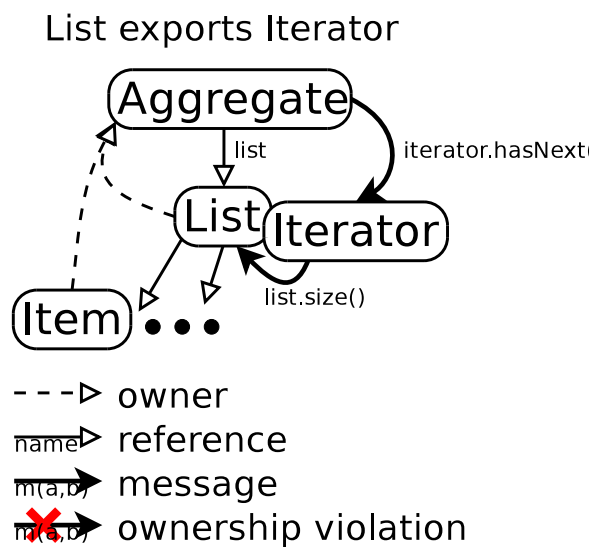 List exports Iterator
Aggregate
list
iterator.hasNext(
List
Iterator
list.size()
Item
owner
name
reference
m(a,b)
message
m(a,b)
ownership violation